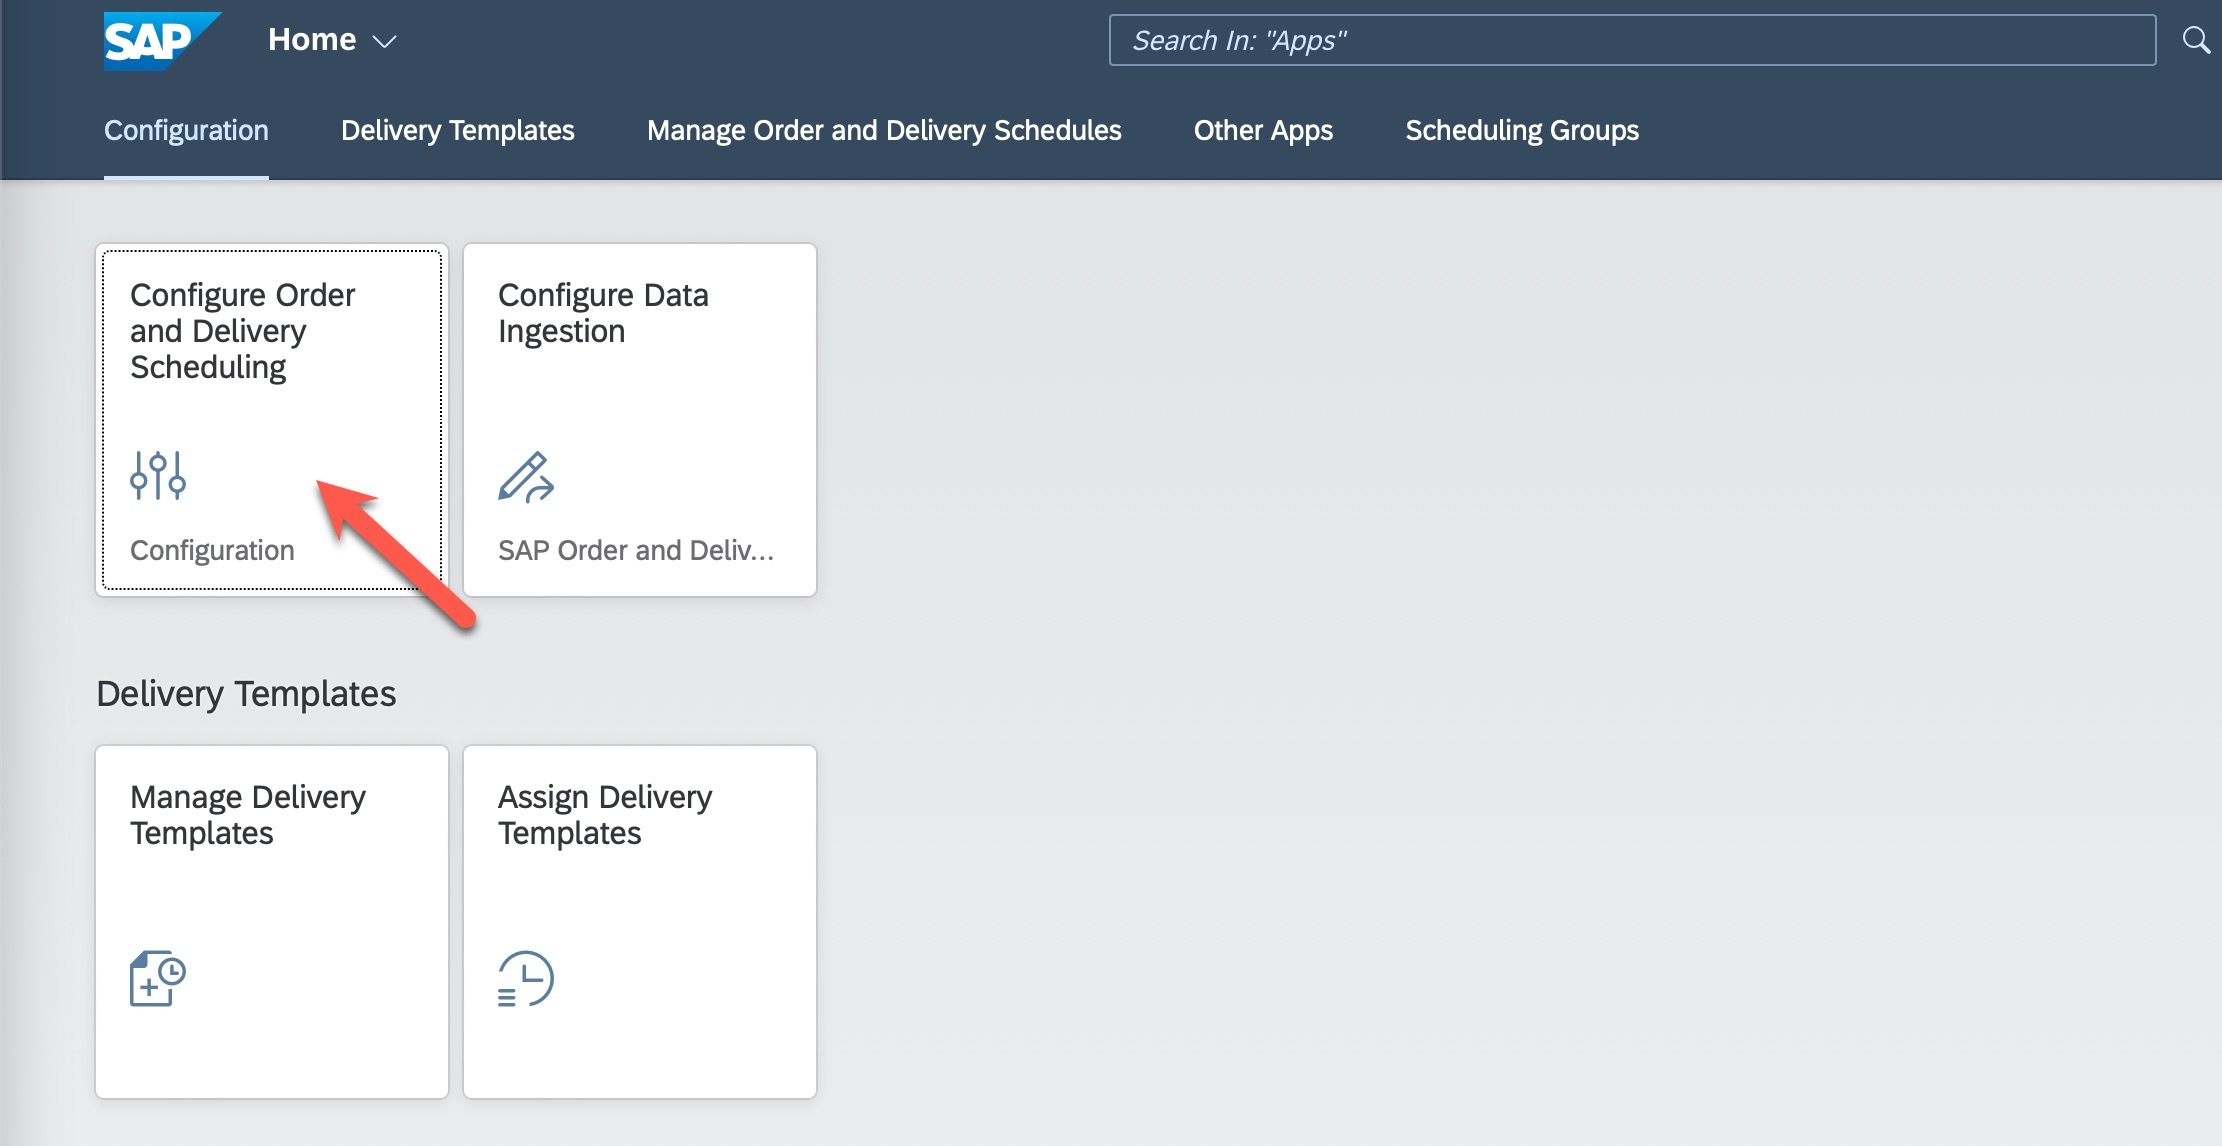 SAP
Home
Search In: "Apps"
Configuration
Delivery Templates
Manage Order and Delivery Schedules
Other Apps
Scheduling Groups
Configure Order
and Delivery
Scheduling
Configuration
Configure Data
Ingestion
SAP Order and Deliv...
Delivery Templates
Manage Delivery
Templates
Assign Delivery
Templates